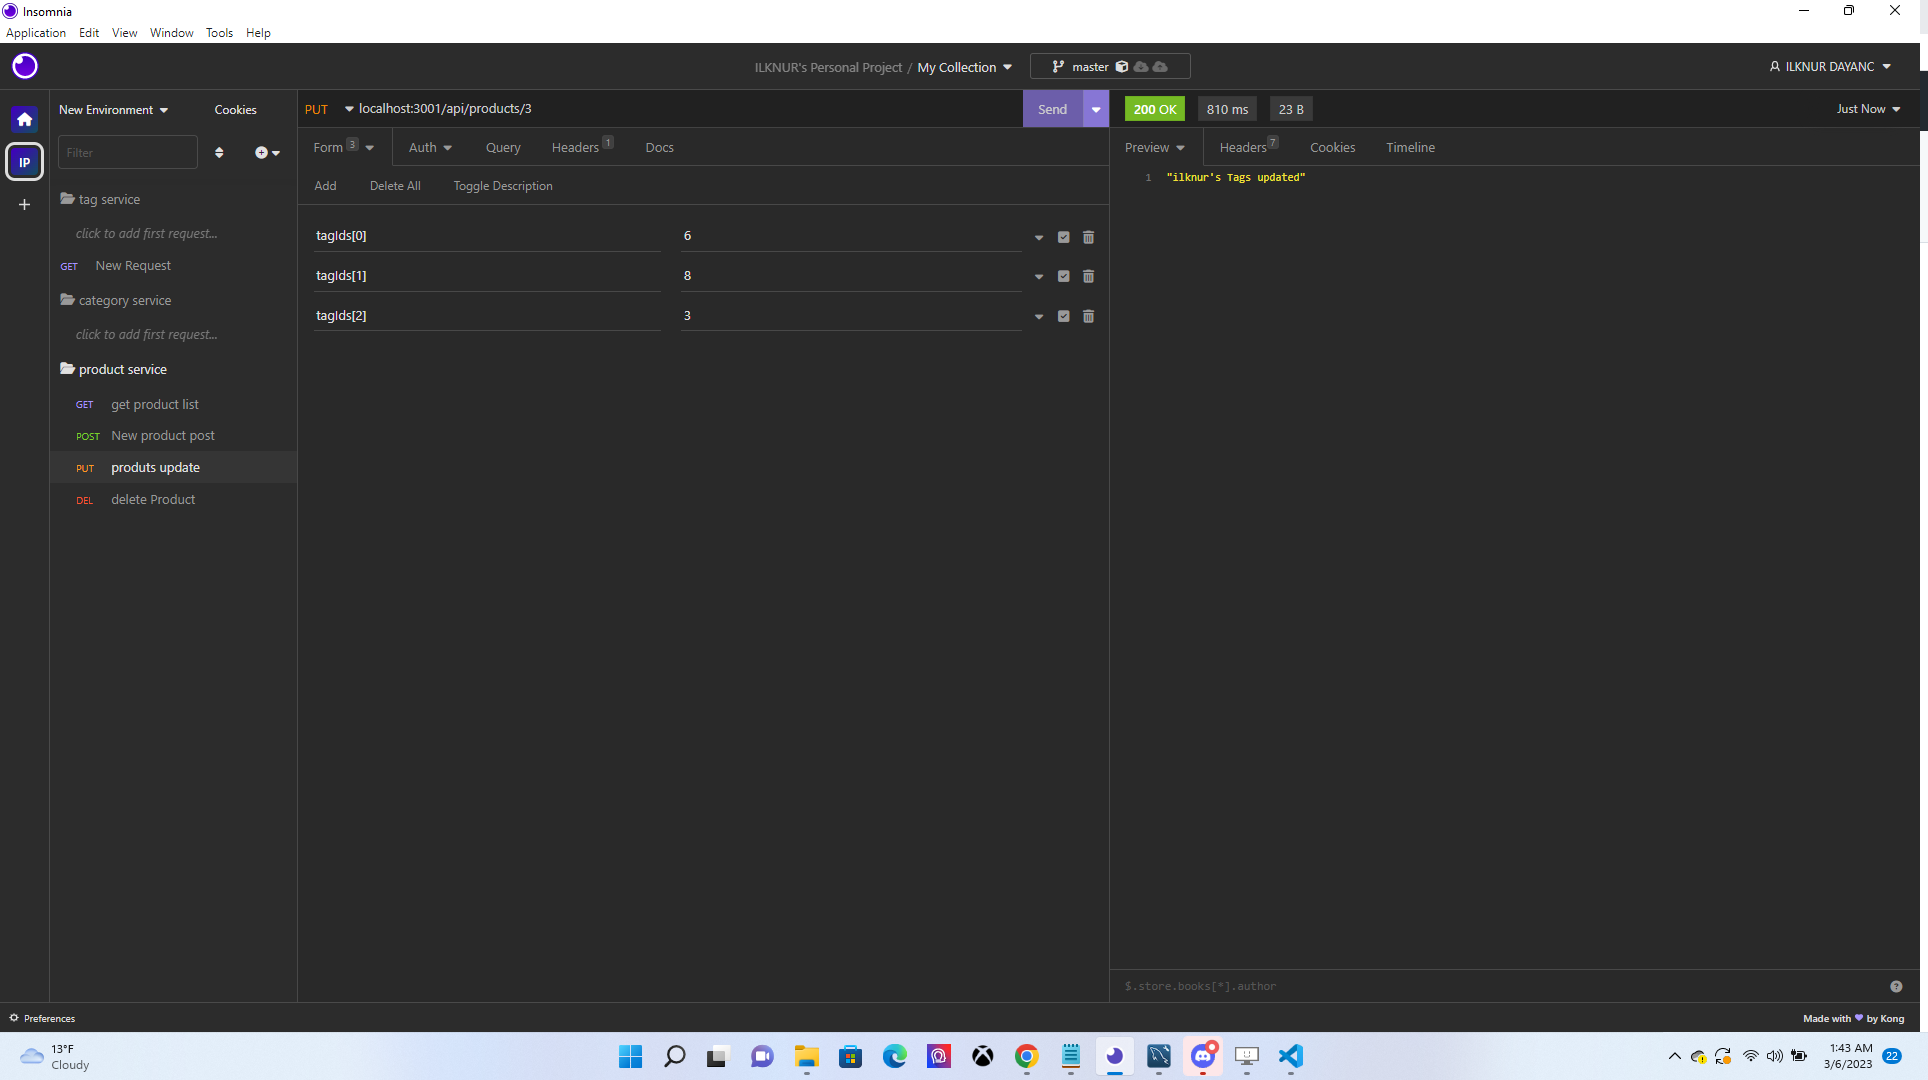 Insomnia
Application Edit View Window Tools Help
ILKNUR's Personal Project / My Collection
master
ILKNUR DAYANC
New Environment
Cookies
PUT localhost:3001/api/products/3
Send
200 OK
810 ms
23 B
Just Now
IP
Filter
Form 3
Auth
Query
Headers 1
Docs
Preview
Headers 7
Cookies
Timeline
Add
Delete All
Toggle Description
1 "ilknur's Tags updated"
tag service
click to add first request...
GET New Request
category service
click to add first request...
product service
GET get product list
POST New product post
PUT produts update
DEL delete Product
tagIds[0] 6
tagIds[1] 8
tagIds[2] 3
$.store.books[*].author
Preferences
Made with by Kong
13°F
Cloudy
1:43 AM
3/6/2023
22